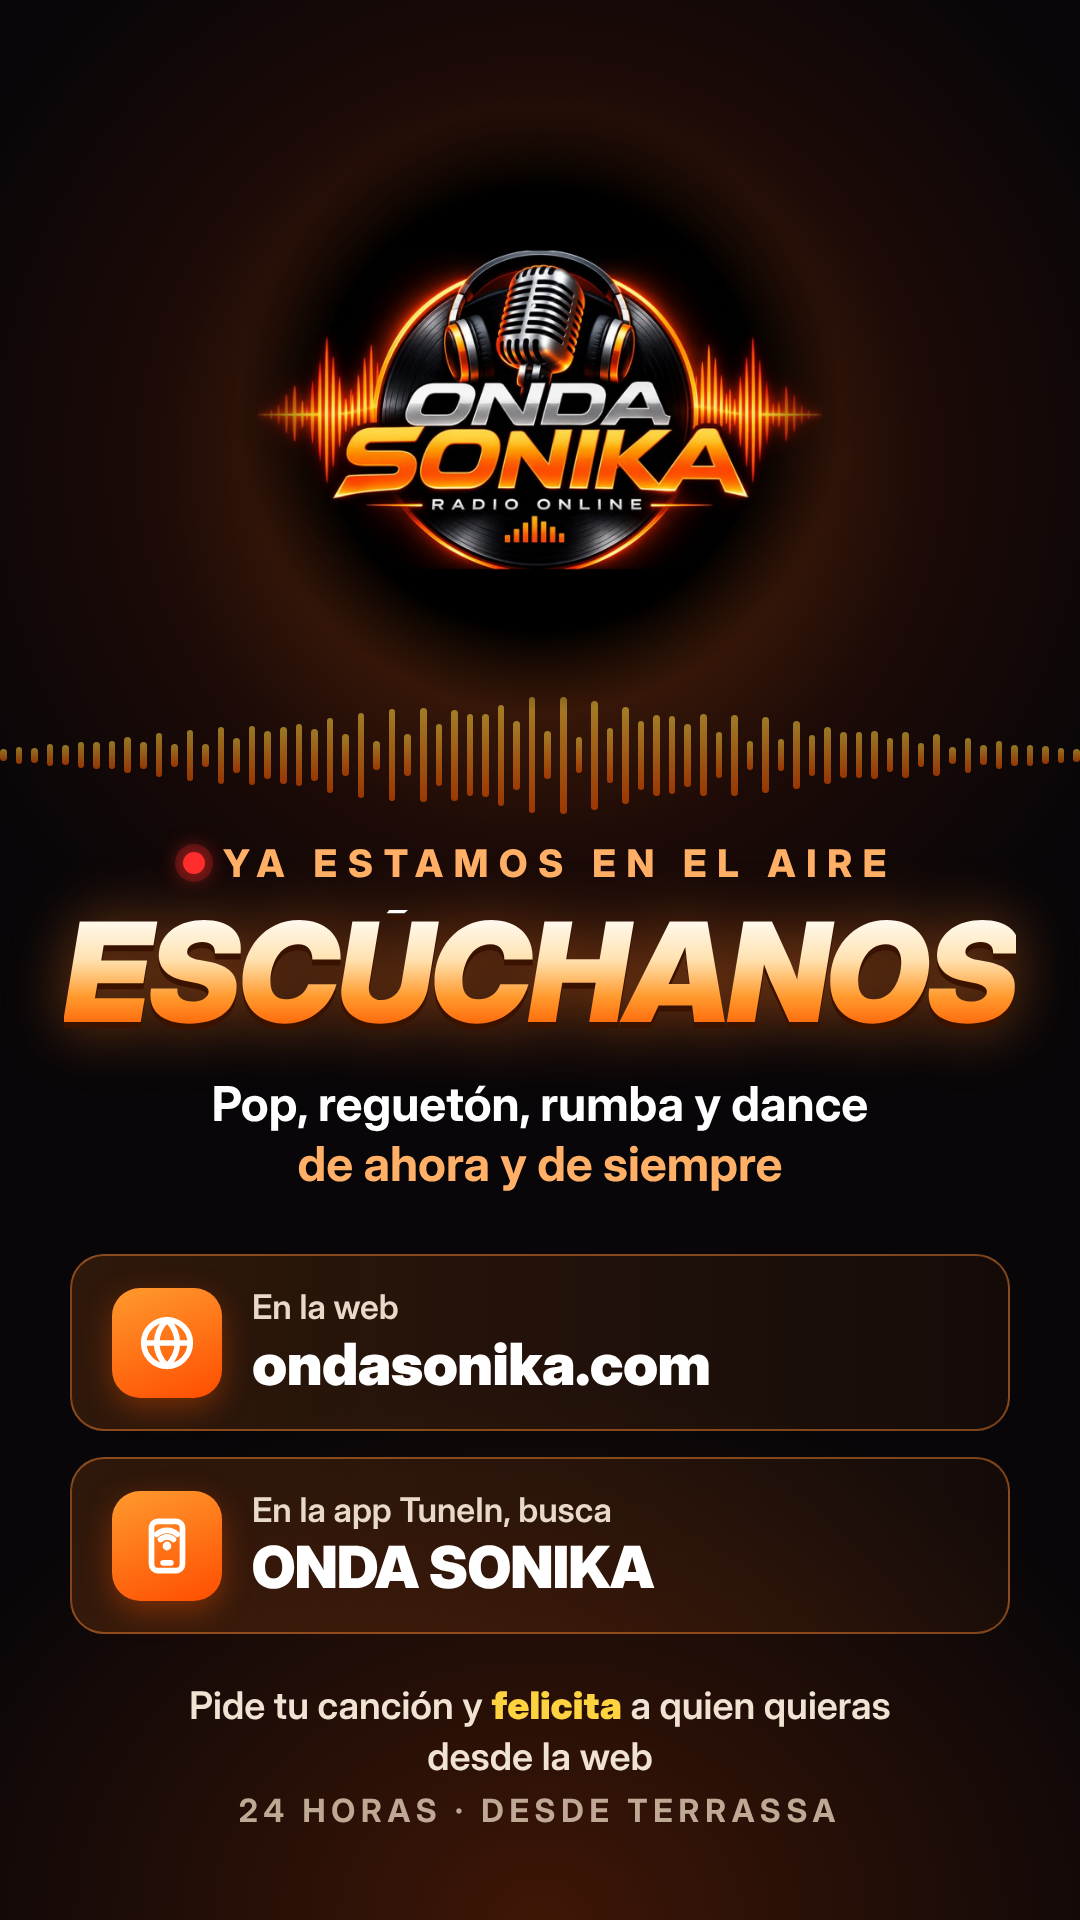 ONDA
SONIKA
RADIO ONLINE
YA ESTAMOS EN EL AIRE
ESCÚCHANOS
Pop, reguetón, rumba y dance
de ahora y de siempre
En la web
ondasonika.com
En la app TuneIn, busca
ONDA SONIKA
Pide tu canción y felicita a quien quieras
desde la web
24 HORAS · DESDE TERRASSA